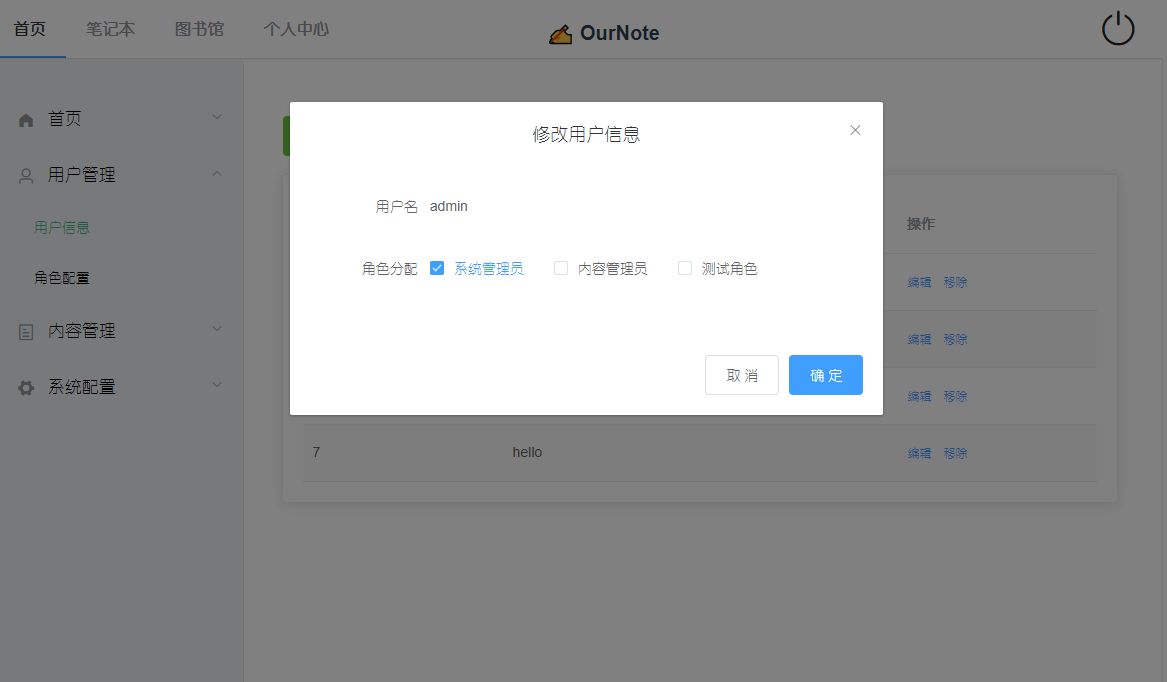 首页 笔记本 图书馆 个人中心 OurNote
首页
用户管理
用户信息
角色配置
内容管理
系统配置
修改用户信息
用户名 admin
角色分配 系统管理员 内容管理员 测试角色
取 消 确 定
操作
编辑 移除
编辑 移除
编辑 移除
7 hello 编辑 移除